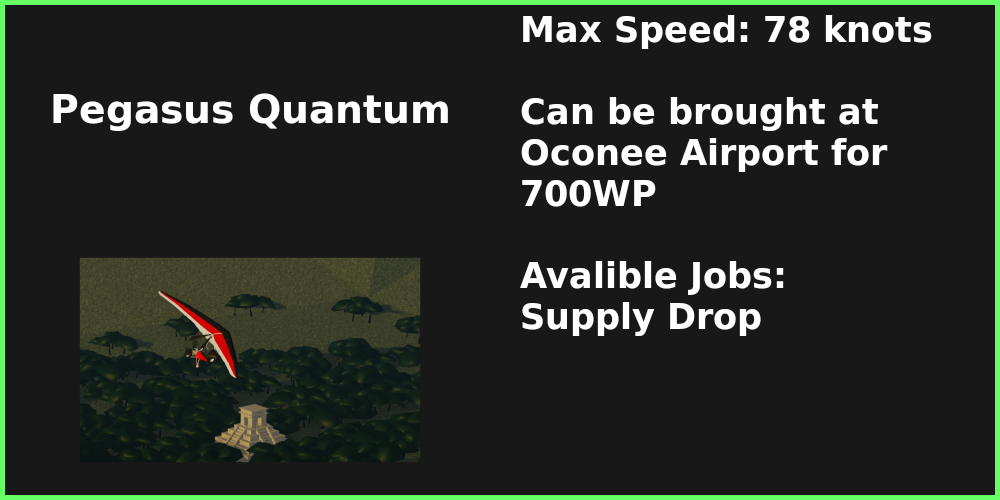 Pegasus Quantum
Max Speed: 78 knots
Can be brought at
Oconee Airport for
700WP
Avalible Jobs:
Supply Drop